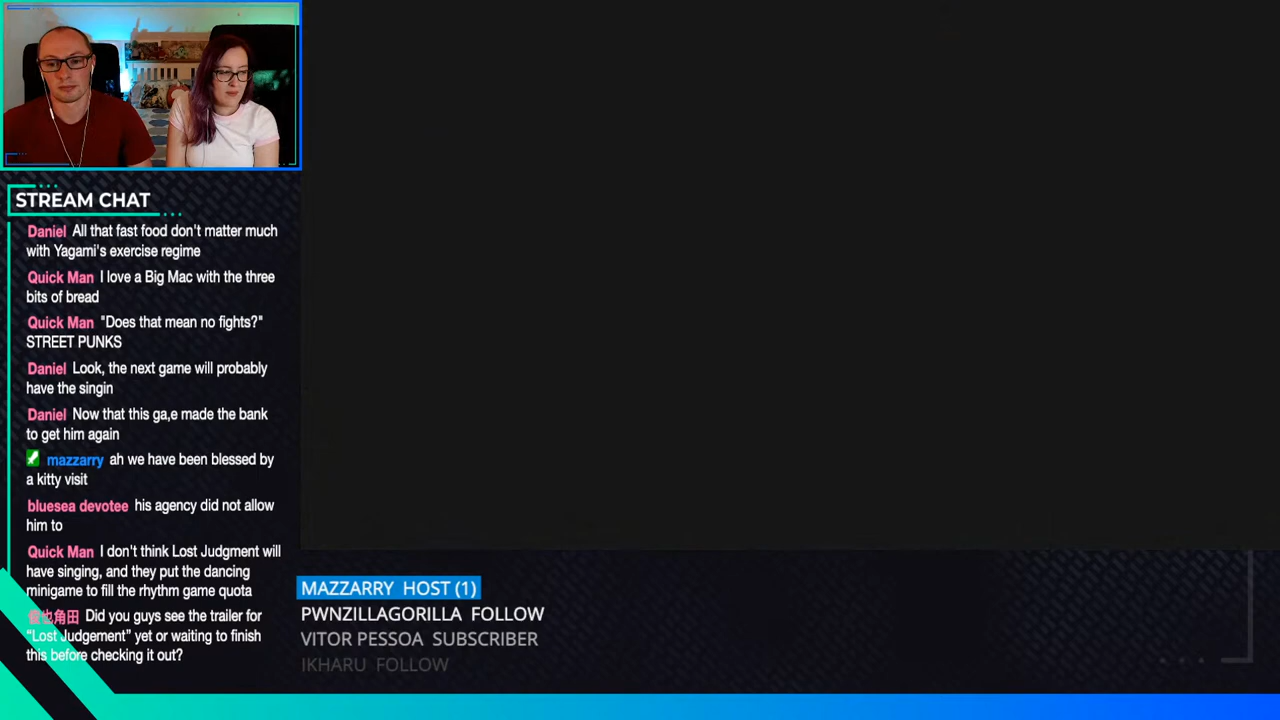 STREAM CHAT
Daniel All that fast food don't matter much
with Yagami's exercise regime
Quick Man I love a Big Mac with the three
bits of bread
Quick Man "Does that mean no fights?"
STREET PUNKS
Daniel Look, the next game will probably
have the singin
Daniel Now that this ga,e made the bank
to get him again
mazzarry ah we have been blessed by
a kitty visit
bluesea devotee his agency did not allow
him to
Quick Man I don't think Lost Judgment will
have singing, and they put the dancing
minigame to fill the rhythm game quota
也角田 Did you guys see the trailer for
“Lost Judgement” yet or waiting to finish
this before checking it out?
MAZZARRY HOST (1)
PWNZILLAGORILLA FOLLOW
VITOR PESSOA SUBSCRIBER
IKHARU FOLLOW